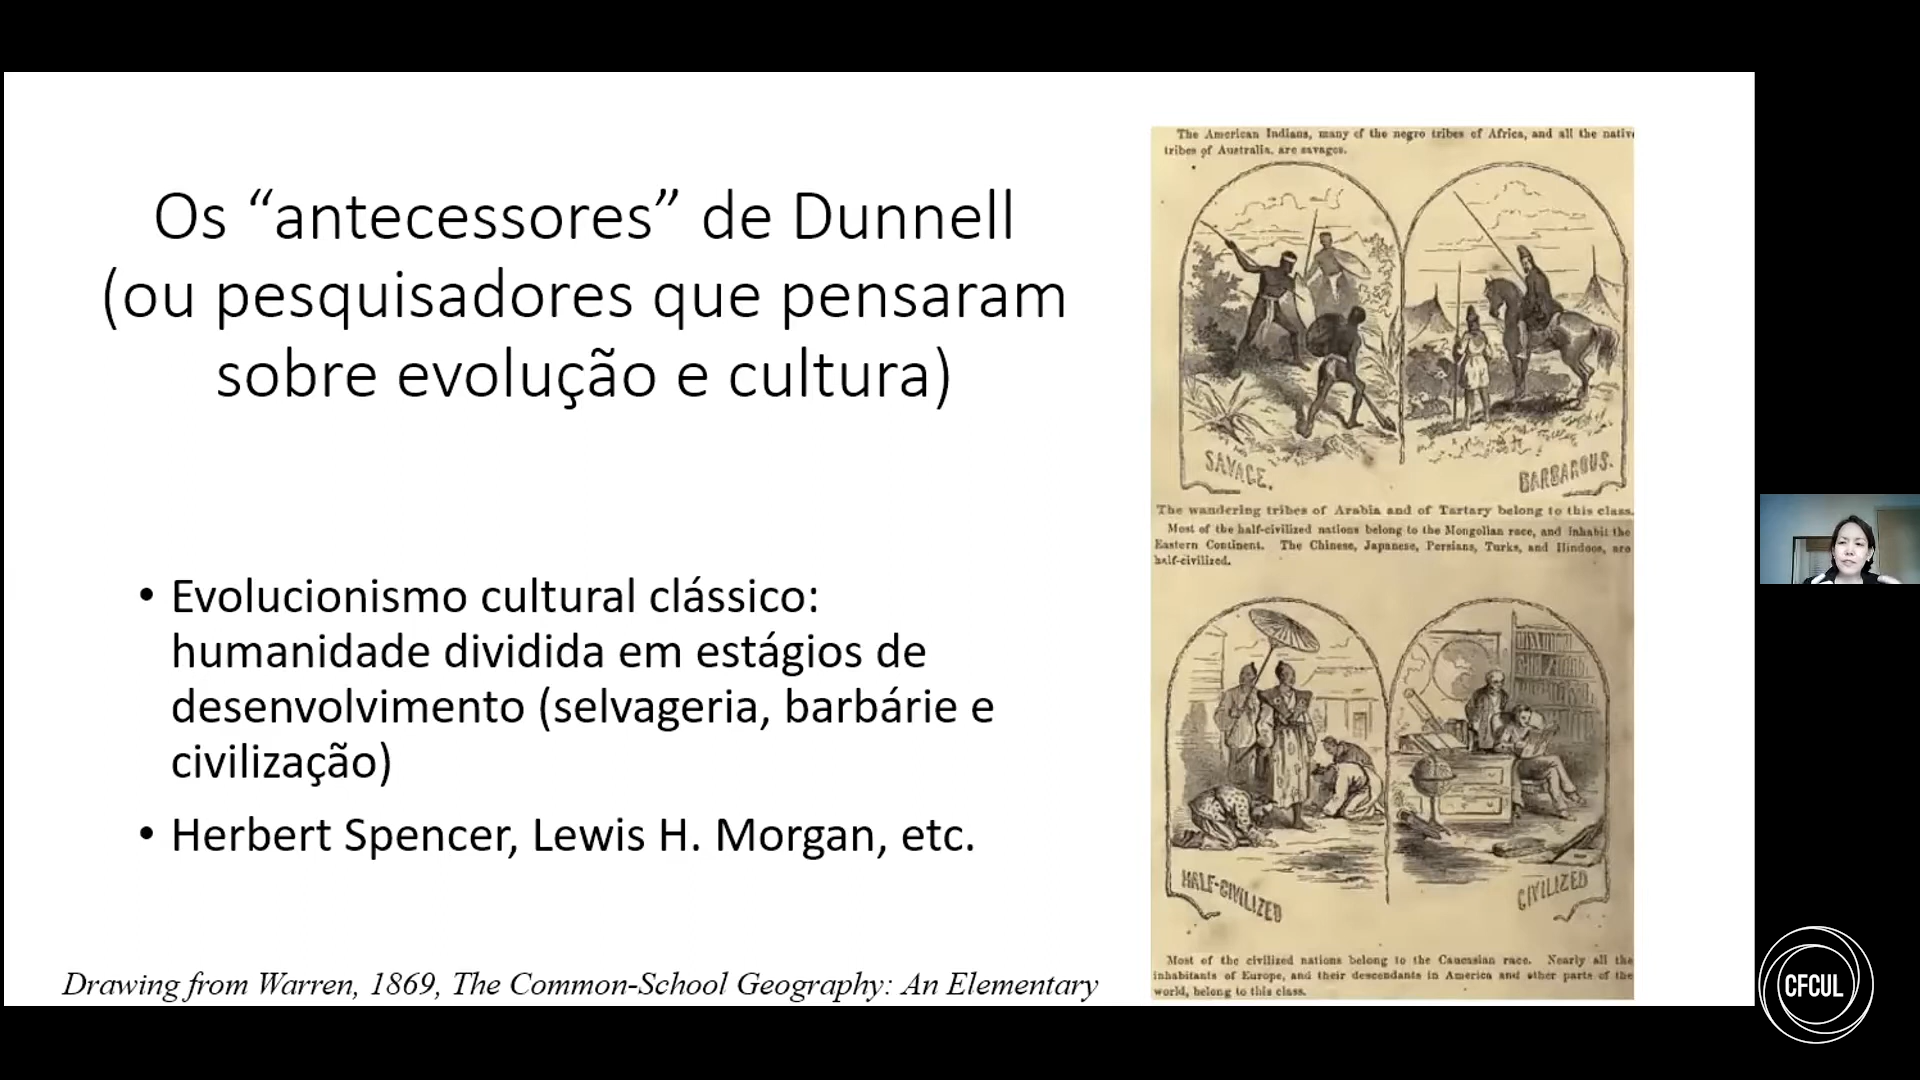 Os “antecessores” de Dunnell
(ou pesquisadores que pensaram
sobre evolução e cultura)
• Evolucionismo cultural clássico:
humanidade dividida em estágios de
desenvolvimento (selvageria, barbárie e
civilização)
• Herbert Spencer, Lewis H. Morgan, etc.
Drawing from Warren, 1869, The Common-School Geography: An Elementary
The American Indians, many of the negro tribes of Africa, and all the native
tribes of Australia, are savages.
SAVAGE.
BARBAROUS.
The wandering tribes of Arabia and of Tartary belong to this class.
Most of the half-civilized nations belong to the Mongolian race, and inhabit the
Eastern Continent. The Chinese, Japanese, Persians, Turks, and Hindoos, are
half-civilized.
HALF-CIVILIZED
CIVILIZED
Most of the civilized nations belong to the Caucasian race. Nearly all the
inhabitants of Europe, and their descendants in America and other parts of the
world, belong to this class.
CFCUL